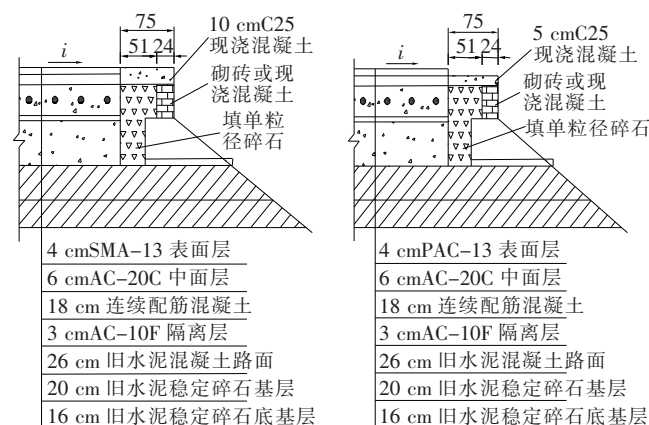 75
51 24
i
10 cmC25
现浇混凝土
砌砖或现
浇混凝土
填单粒
径碎石
4 cmSMA-13 表面层
6 cmAC-20C 中面层
18 cm 连续配筋混凝土
3 cmAC-10F 隔离层
26 cm 旧水泥混凝土路面
20 cm 旧水泥稳定碎石基层
16 cm 旧水泥稳定碎石底基层
75
51 24
i
5 cmC25
现浇混凝土
砌砖或现
浇混凝土
填单粒径碎石
4 cmPAC-13 表面层
6 cmAC-20C 中面层
18 cm 连续配筋混凝土
3 cmAC-10F 隔离层
26 cm 旧水泥混凝土路面
20 cm 旧水泥稳定碎石基层
16 cm 旧水泥稳定碎石底基层